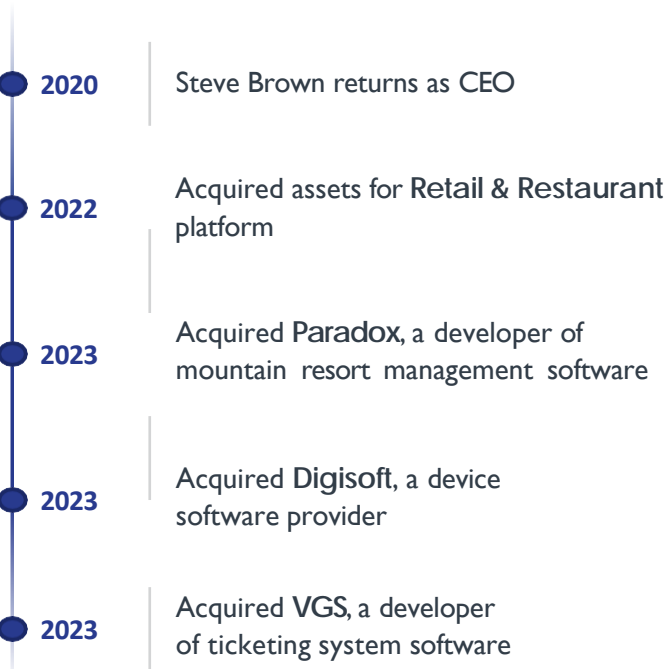 2020
Steve Brown returns as CEO
2022
Acquired assets for Retail & Restaurant
platform
2023
Acquired Paradox, a developer of
mountain resort management software
2023
Acquired Digisoft, a device
software provider
2023
Acquired VGS, a developer
of ticketing system software